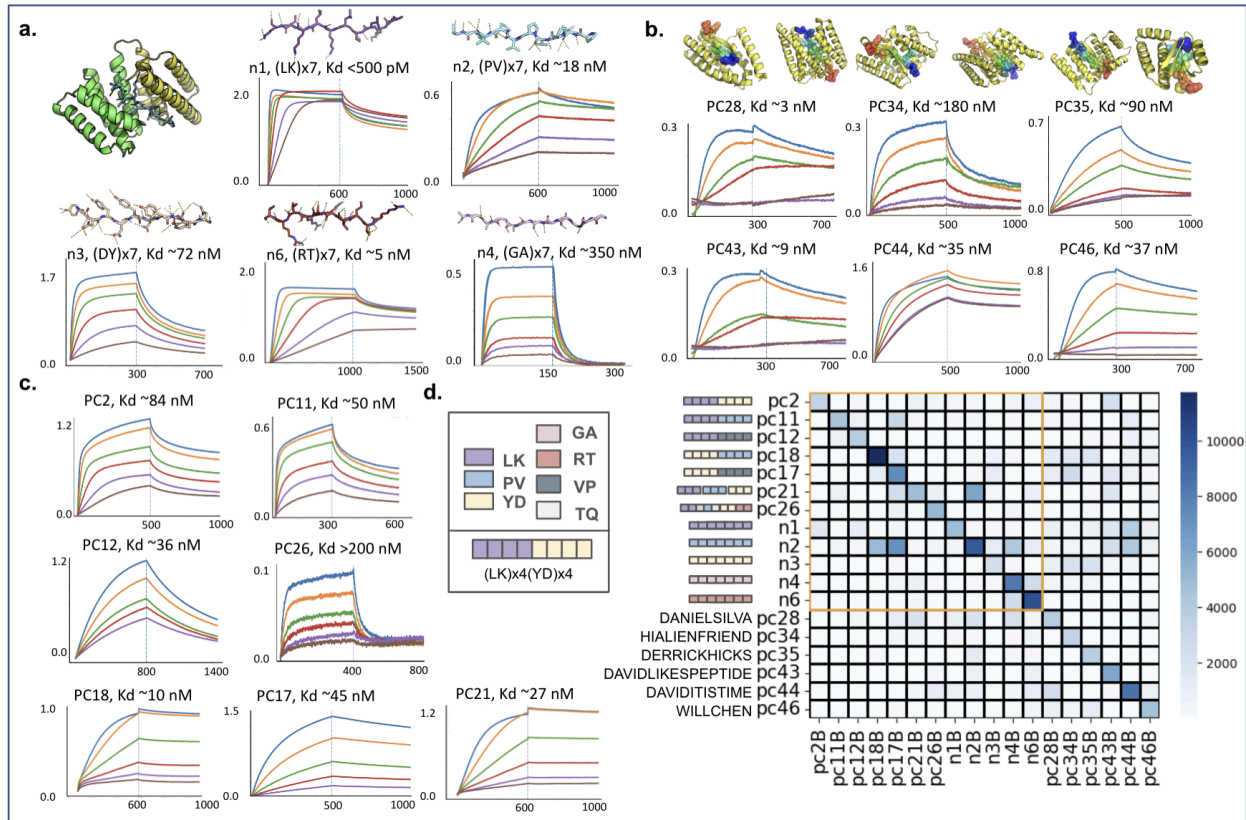 a.
n1, (LK)x7, Kd <500 pM
n2, (PV)x7, Kd ~18 nM
2.0
0.0
600
1000
0.6
0.0
600
1000
n3, (DY)x7, Kd ~72 nM
n6, (RT)x7, Kd ~5 nM
n4, (GA)x7, Kd ~350 nM
1.7
0.0
300
700
2.0
0.0
1000
1500
0.5
0.0
150
300
b.
PC28, Kd ~3 nM
PC34, Kd ~180 nM
PC35, Kd ~90 nM
0.3
0.0
300
700
0.3
0.0
500
1000
0.7
0.0
500
1000
PC43, Kd ~9 nM
PC44, Kd ~35 nM
PC46, Kd ~37 nM
0.3
0.0
300
700
1.6
0.0
500
1000
0.8
0.0
300
700
c.
PC2, Kd ~84 nM
PC11, Kd ~50 nM
1.2
0.0
500
1000
0.6
0.0
300
600
PC12, Kd ~36 nM
PC26, Kd >200 nM
1.2
0.0
800
1400
0.1
0.0
400
800
PC18, Kd ~10 nM
PC17, Kd ~45 nM
PC21, Kd ~27 nM
1.0
0.0
600
1000
1.5
0.0
500
1000
1.2
0.0
600
1000
d.
LK
PV
YD
GA
RT
VP
TQ
(LK)x4(YD)x4
pc2
pc11
pc12
pc18
pc17
pc21
pc26
n1
n2
n3
n4
n6
DANIELSILVA pc28
HIALIENFRIEND pc34
DERRICKHICKS pc35
DAVIDLIKESPEPTIDE pc43
DAVIDITISTIME pc44
WILLCHEN pc46
pc2B
pc11B
pc12B
pc18B
pc17B
pc21B
pc26B
n1B
n2B
n3B
n4B
n6B
pc28B
pc34B
pc35B
pc43B
pc44B
pc46B
10000
8000
6000
4000
2000